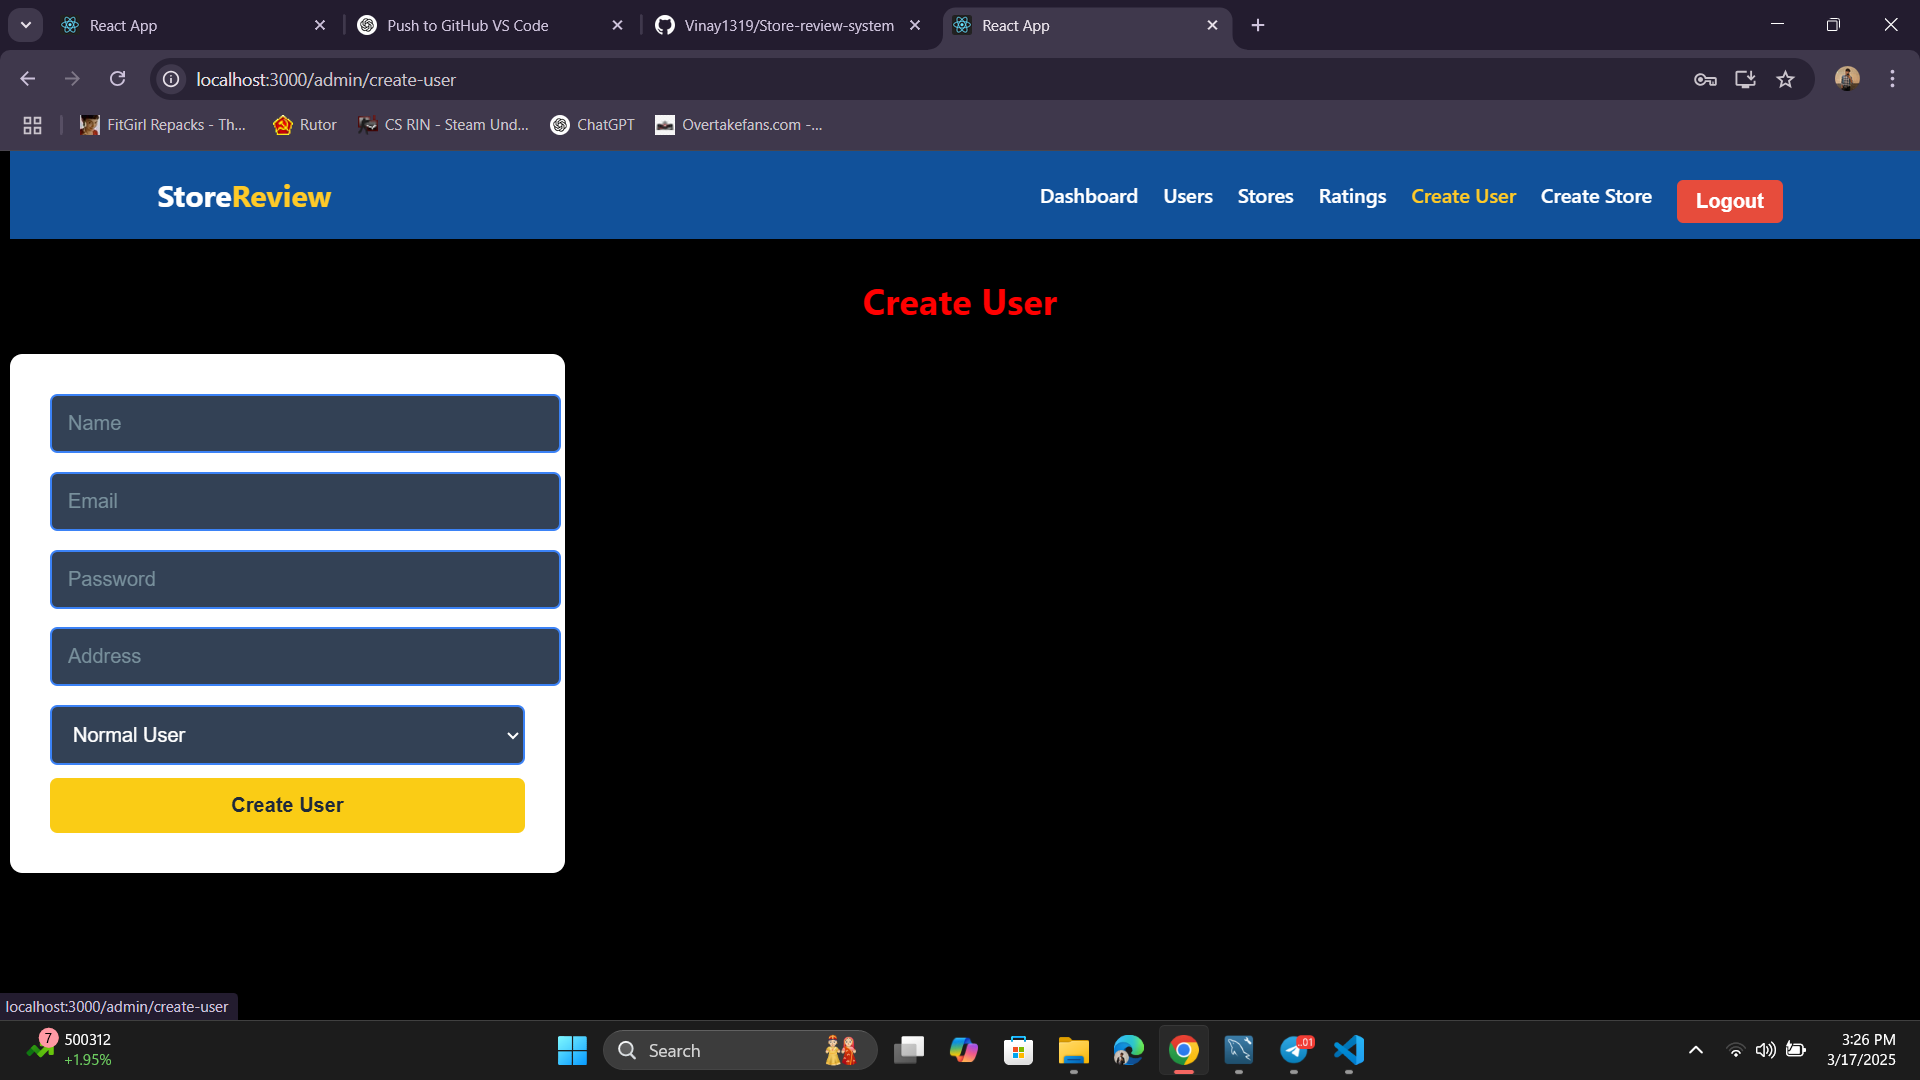 React App
Push to GitHub VS Code
Vinay1319/Store-review-system
React App
localhost:3000/admin/create-user
FitGirl Repacks - Th...
Rutor
CS RIN - Steam Und...
ChatGPT
Overtakefans.com -...
StoreReview
Dashboard
Users
Stores
Ratings
Create User
Create Store
Logout
Create User
Name
Email
Password
Address
Normal User
Create User
localhost:3000/admin/create-user
7
500312
+1.95%
Search
..01
3:26 PM
3/17/2025